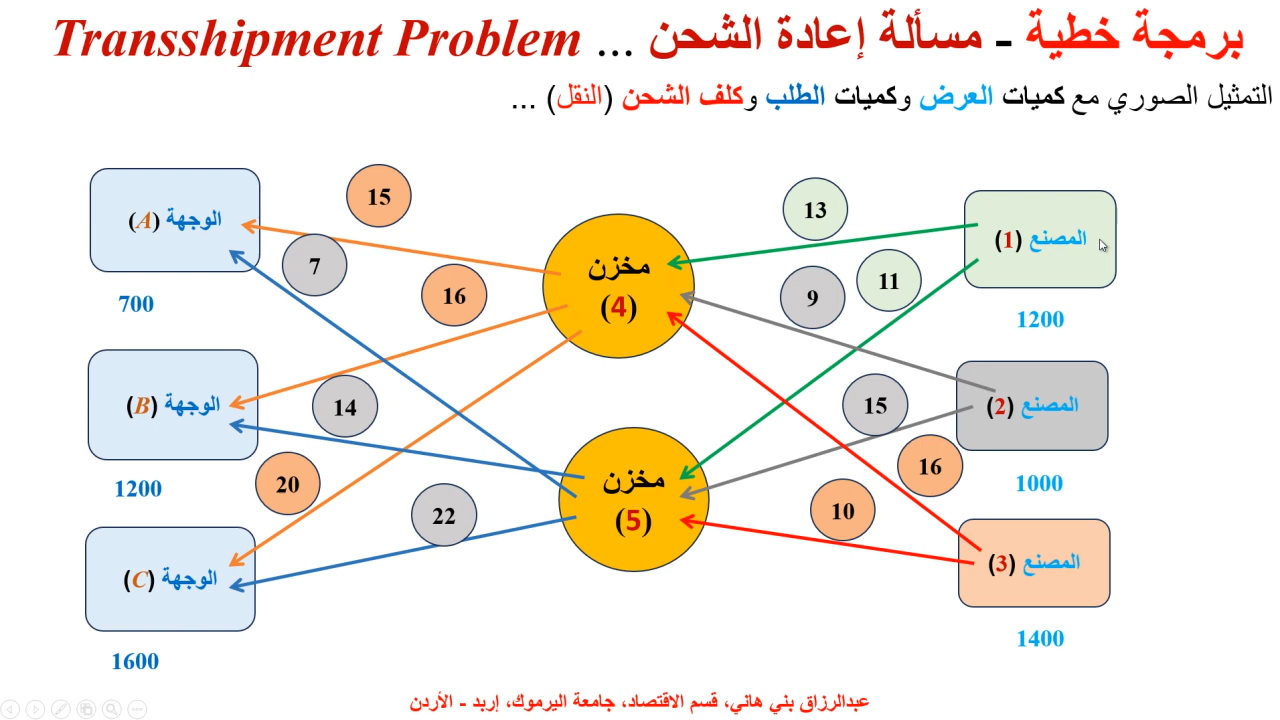 برمجة خطية - مسألة إعادة الشحن ... Transshipment Problem
التمثيل الصوري مع كميات العرض وكميات الطلب وكلف الشحن (النقل) ...
المصنع (1)
1200
المصنع (2)
1000
المصنع (3)
1400
13
11
9
15
16
10
مخزن
(4)
مخزن
(5)
15
7
16
14
20
22
الوجهة (A)
700
الوجهة (B)
1200
الوجهة (C)
1600
عبدالرزاق بني هاني، قسم الاقتصاد، جامعة اليرموك، إربد - الأردن